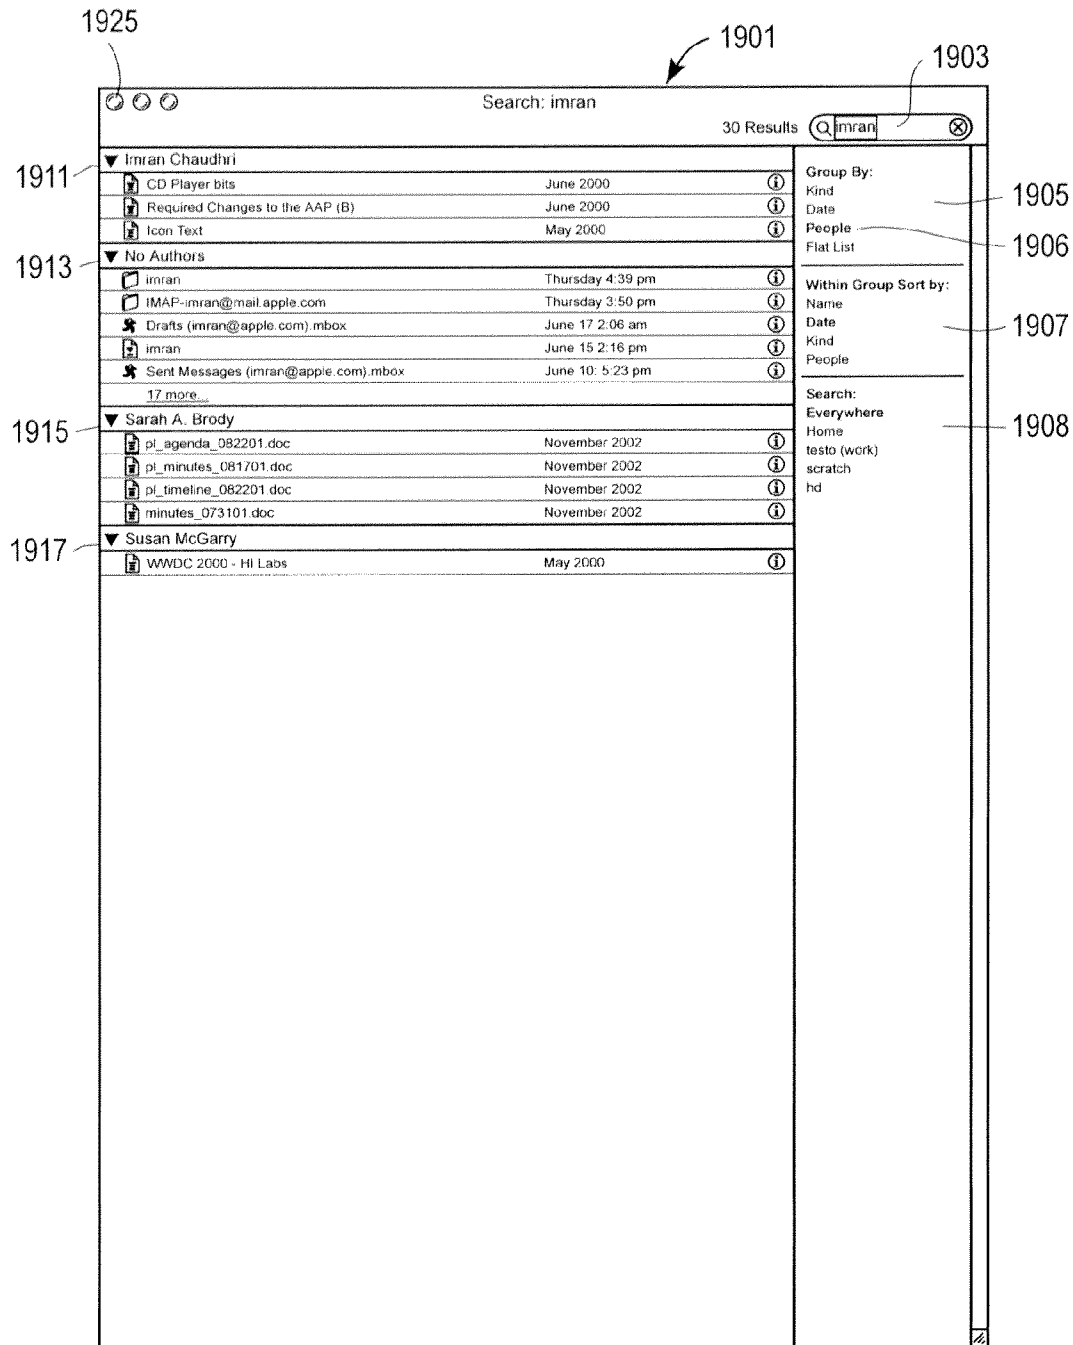 1925
1901
1903
Search: imran
30 Results imran
1911
Imran Chaudhri
CD Player bits June 2000
Required Changes to the AAP (B) June 2000
Icon Text May 2000
1913
No Authors
imran Thursday 4:39 pm
IMAP-imran@mail.apple.com Thursday 3:50 pm
Drafts (imran@apple.com).mbox June 17 2:06 am
imran June 15 2:16 pm
Sent Messages (imran@apple.com).mbox June 10: 5:23 pm
17 more...
1915
Sarah A. Brody
pl_agenda_082201.doc November 2002
pl_minutes_081701.doc November 2002
pl_timeline_082201.doc November 2002
minutes_073101.doc November 2002
1917
Susan McGarry
WWDC 2000 - HI Labs May 2000
Group By:
Kind
Date
People
Flat List
1905
1906
Within Group Sort by:
Name
Date
Kind
People
1907
Search:
Everywhere
Home
testo (work)
scratch
hd
1908